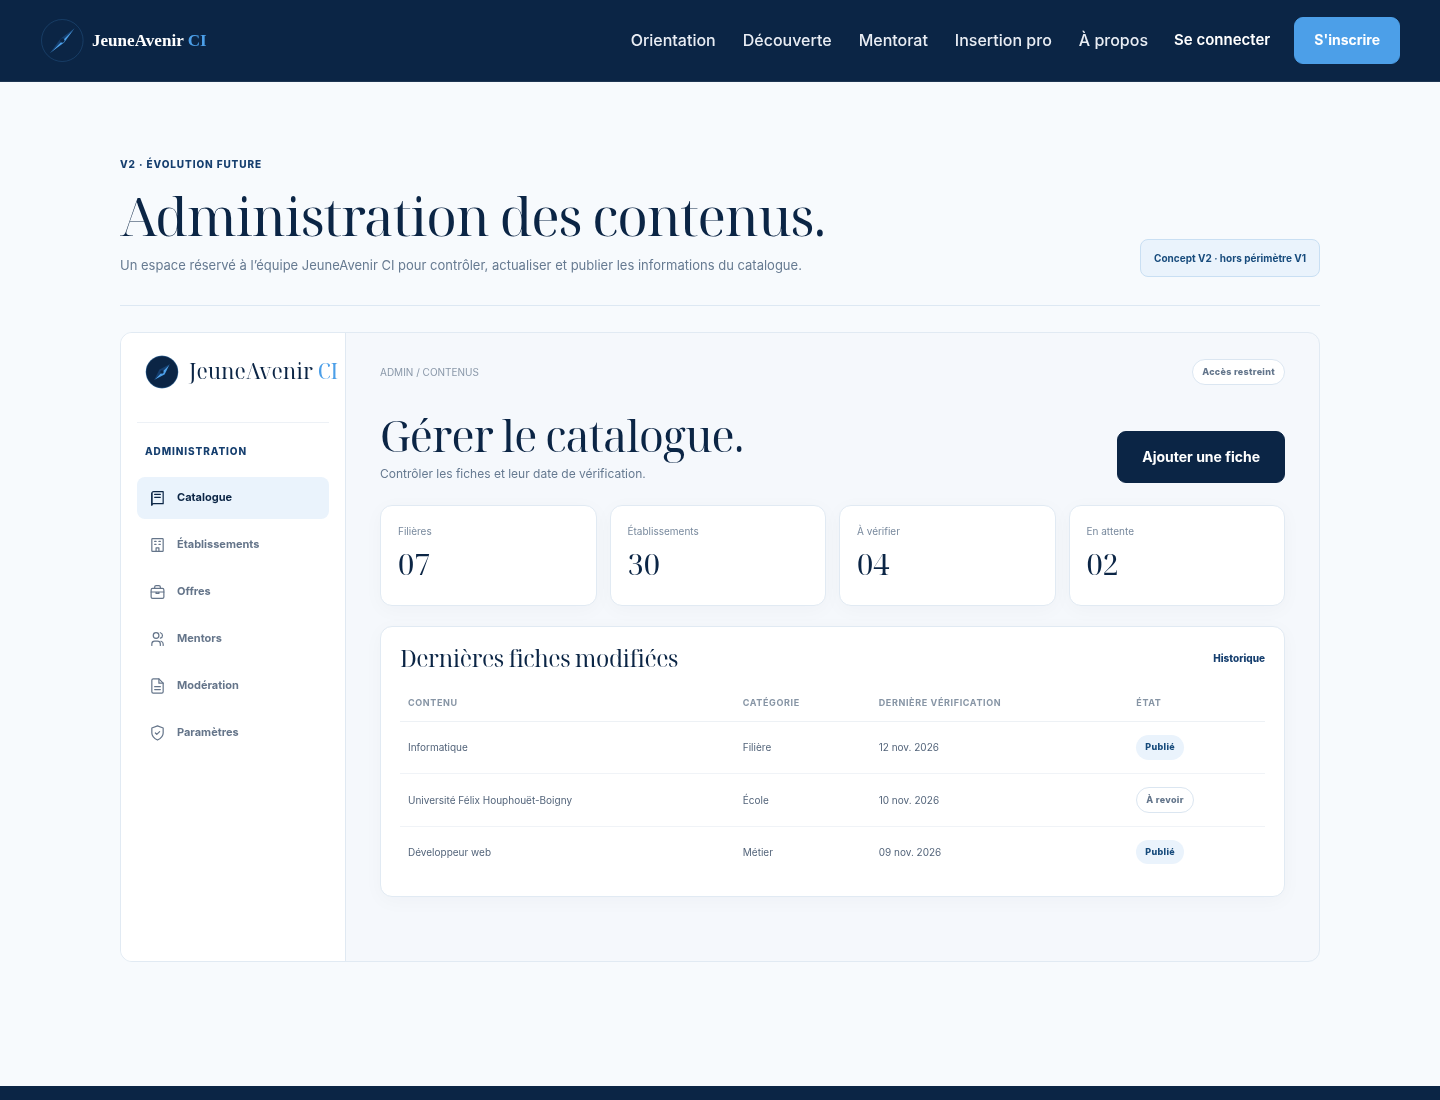 JeuneAvenir CI
Orientation Découverte Mentorat Insertion pro À propos Se connecter S'inscrire
V2 · ÉVOLUTION FUTURE
Administration des contenus.
Un espace réservé à l’équipe JeuneAvenir CI pour contrôler, actualiser et publier les informations du catalogue.
Concept V2 · hors périmètre V1
JeuneAvenir CI
ADMINISTRATION
Catalogue
Établissements
Offres
Mentors
Modération
Paramètres
ADMIN / CONTENUS
Accès restreint
Gérer le catalogue.
Contrôler les fiches et leur date de vérification.
Ajouter une fiche
Filières
07
Établissements
30
À vérifier
04
En attente
02
Dernières fiches modifiées
Historique
CONTENU CATÉGORIE DERNIÈRE VÉRIFICATION ÉTAT
Informatique Filière 12 nov. 2026 Publié
Université Félix Houphouët-Boigny École 10 nov. 2026 À revoir
Développeur web Métier 09 nov. 2026 Publié